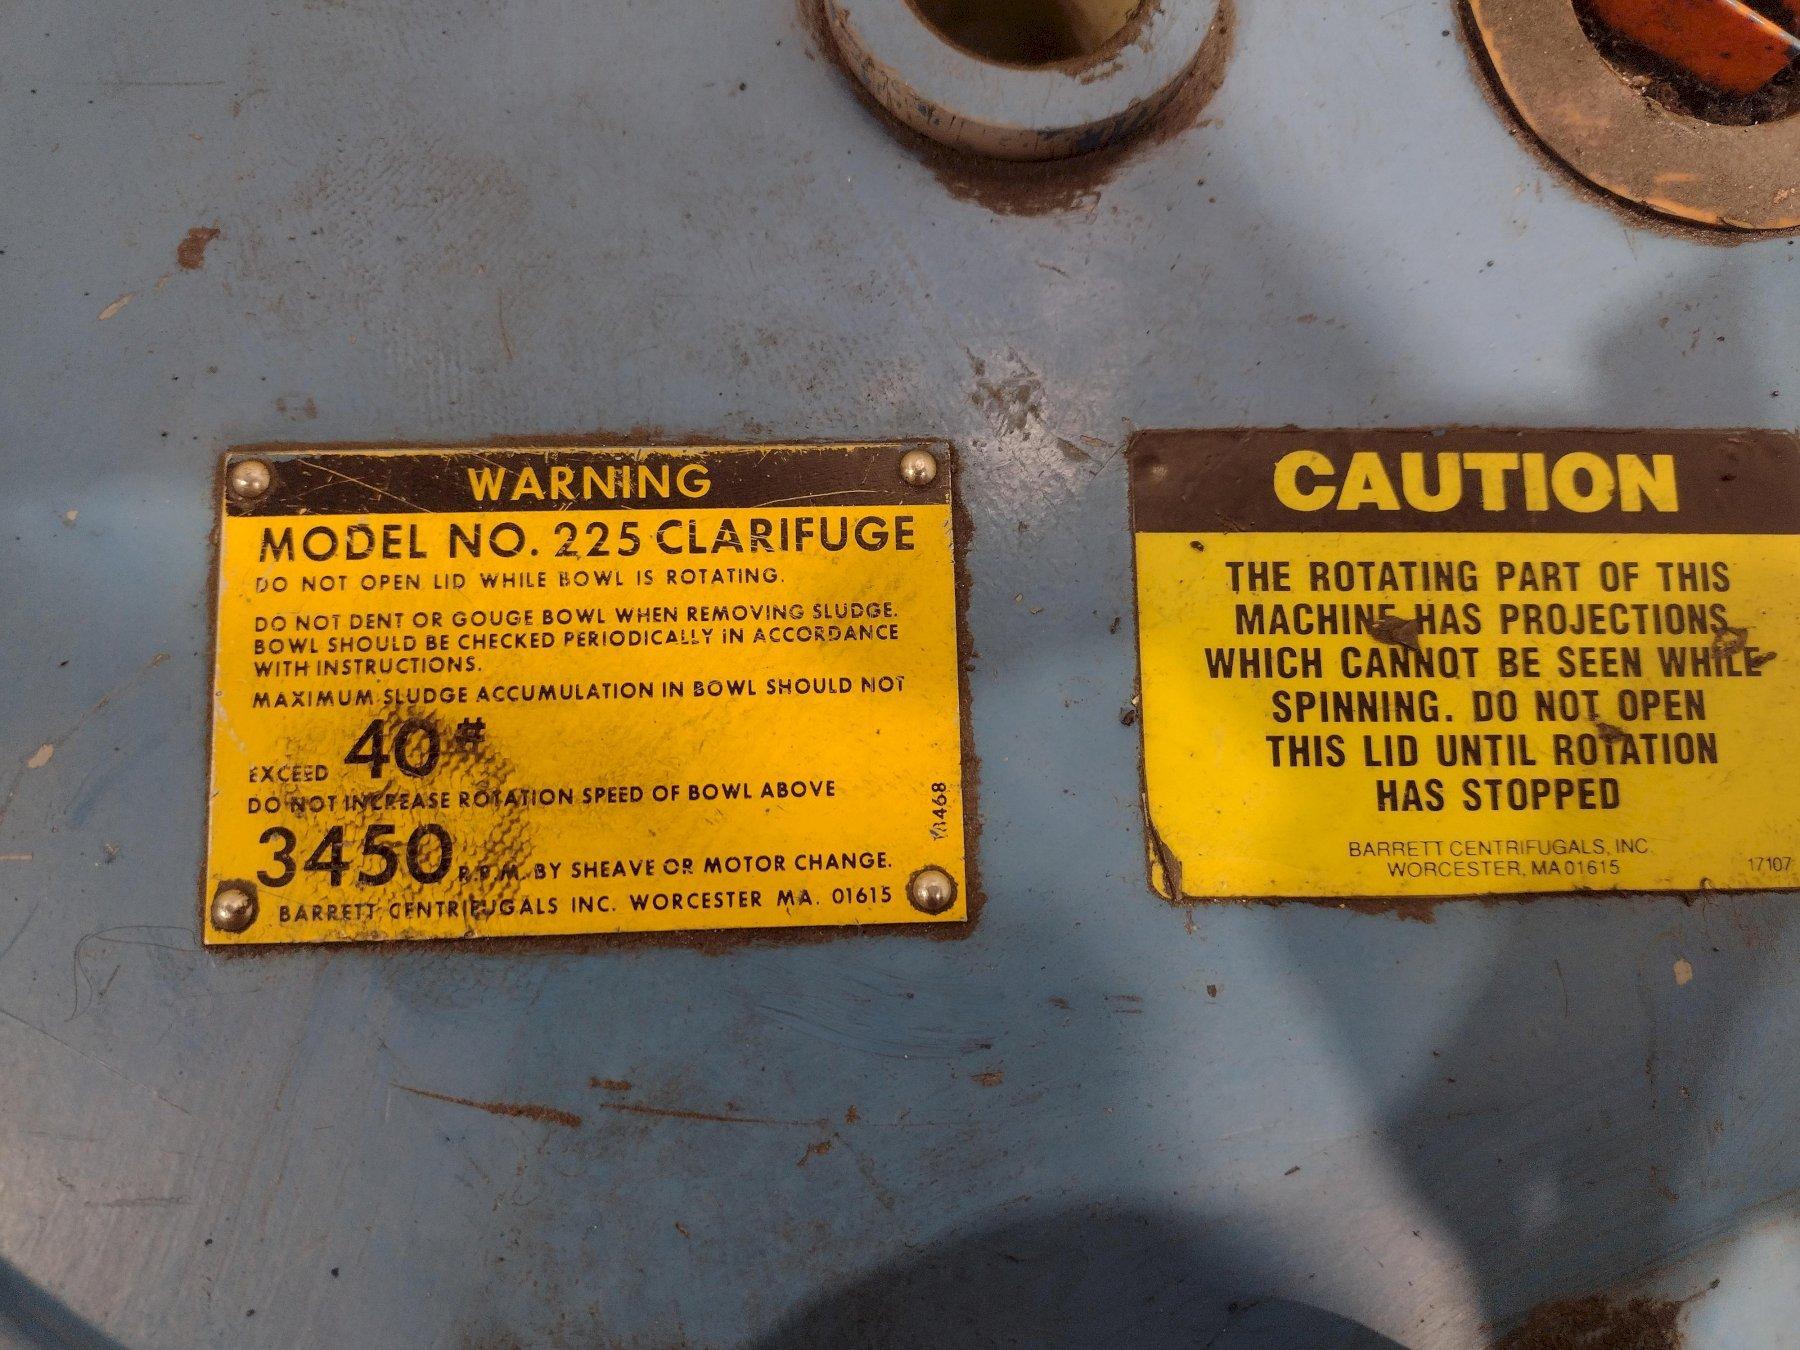 WARNING
MODEL NO. 225 CLARIFUGE
DO NOT OPEN LID WHILE BOWL IS ROTATING.
DO NOT DENT OR GOUGE BOWL WHEN REMOVING SLUDGE.
BOWL SHOULD BE CHECKED PERIODICALLY IN ACCORDANCE
WITH INSTRUCTIONS.
MAXIMUM SLUDGE ACCUMULATION IN BOWL SHOULD NOT
EXCEED 40#
DO NOT INCREASE ROTATION SPEED OF BOWL ABOVE
3450 R.P.M. BY SHEAVE OR MOTOR CHANGE.
BARRETT CENTRIFUGALS INC. WORCESTER MA. 01615
CAUTION
THE ROTATING PART OF THIS
MACHINE HAS PROJECTIONS
WHICH CANNOT BE SEEN WHILE
SPINNING. DO NOT OPEN
THIS LID UNTIL ROTATION
HAS STOPPED
BARRETT CENTRIFUGALS, INC.
WORCESTER, MA 01615
17107